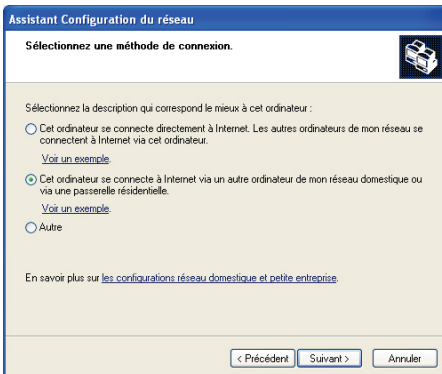 Assistant Configuration du réseau
Sélectionnez une méthode de connexion.
Sélectionnez la description qui correspond le mieux à cet ordinateur :
Cet ordinateur se connecte directement à Internet. Les autres ordinateurs de mon réseau se
connectent à Internet via cet ordinateur.
Voir un exemple.
Cet ordinateur se connecte à Internet via un autre ordinateur de mon réseau domestique ou
via une passerelle résidentielle.
Voir un exemple.
Autre
En savoir plus sur les configurations réseau domestique et petite entreprise.
< Précédent Suivant > Annuler